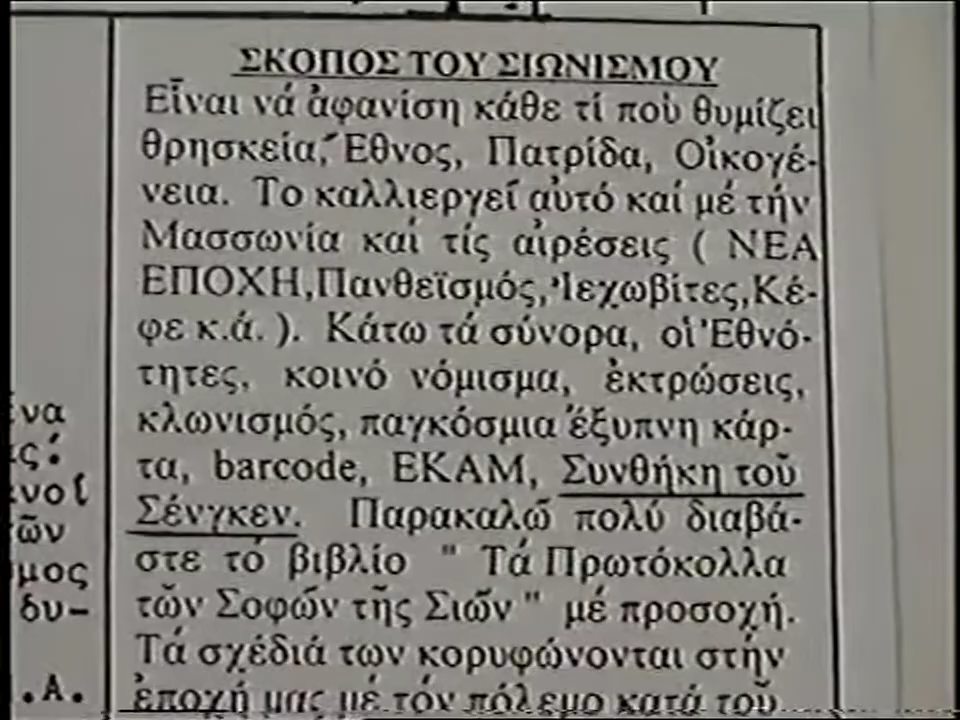 ΣΚΟΠΟΣ ΤΟΥ ΣΙΩΝΙΣΜΟΥ
Εἶναι νά ἀφανίση κάθε τί πού θυμίζει
θρησκεία, Ἔθνος, Πατρίδα, Οἰκογέ-
νεια. Το καλλιεργεῖ αὐτό καί μέ τήν
Μασσωνία καί τίς αἱρέσεις ( ΝΕΑ
ΕΠΟΧΗ,Πανθεϊσμός,Ἰεχωβίτες,Κέ-
φε κ.ά. ). Κάτω τά σύνορα, οἱ Ἐθνό-
τητες, κοινό νόμισμα, ἐκτρώσεις,
κλωνισμός, παγκόσμια ἔξυπνη κάρ-
τα, barcode, ΕΚΑΜ, Συνθήκη τοῦ
Σένγκεν. Παρακαλῶ πολύ διαβά-
στε τό βιβλίο " Τά Πρωτόκολλα
τῶν Σοφῶν τῆς Σιῶν " μέ προσοχή.
Τά σχέδιά των κορυφώνονται στήν
ἐποχή μας μέ τόν πόλεμο κατά τοῦ